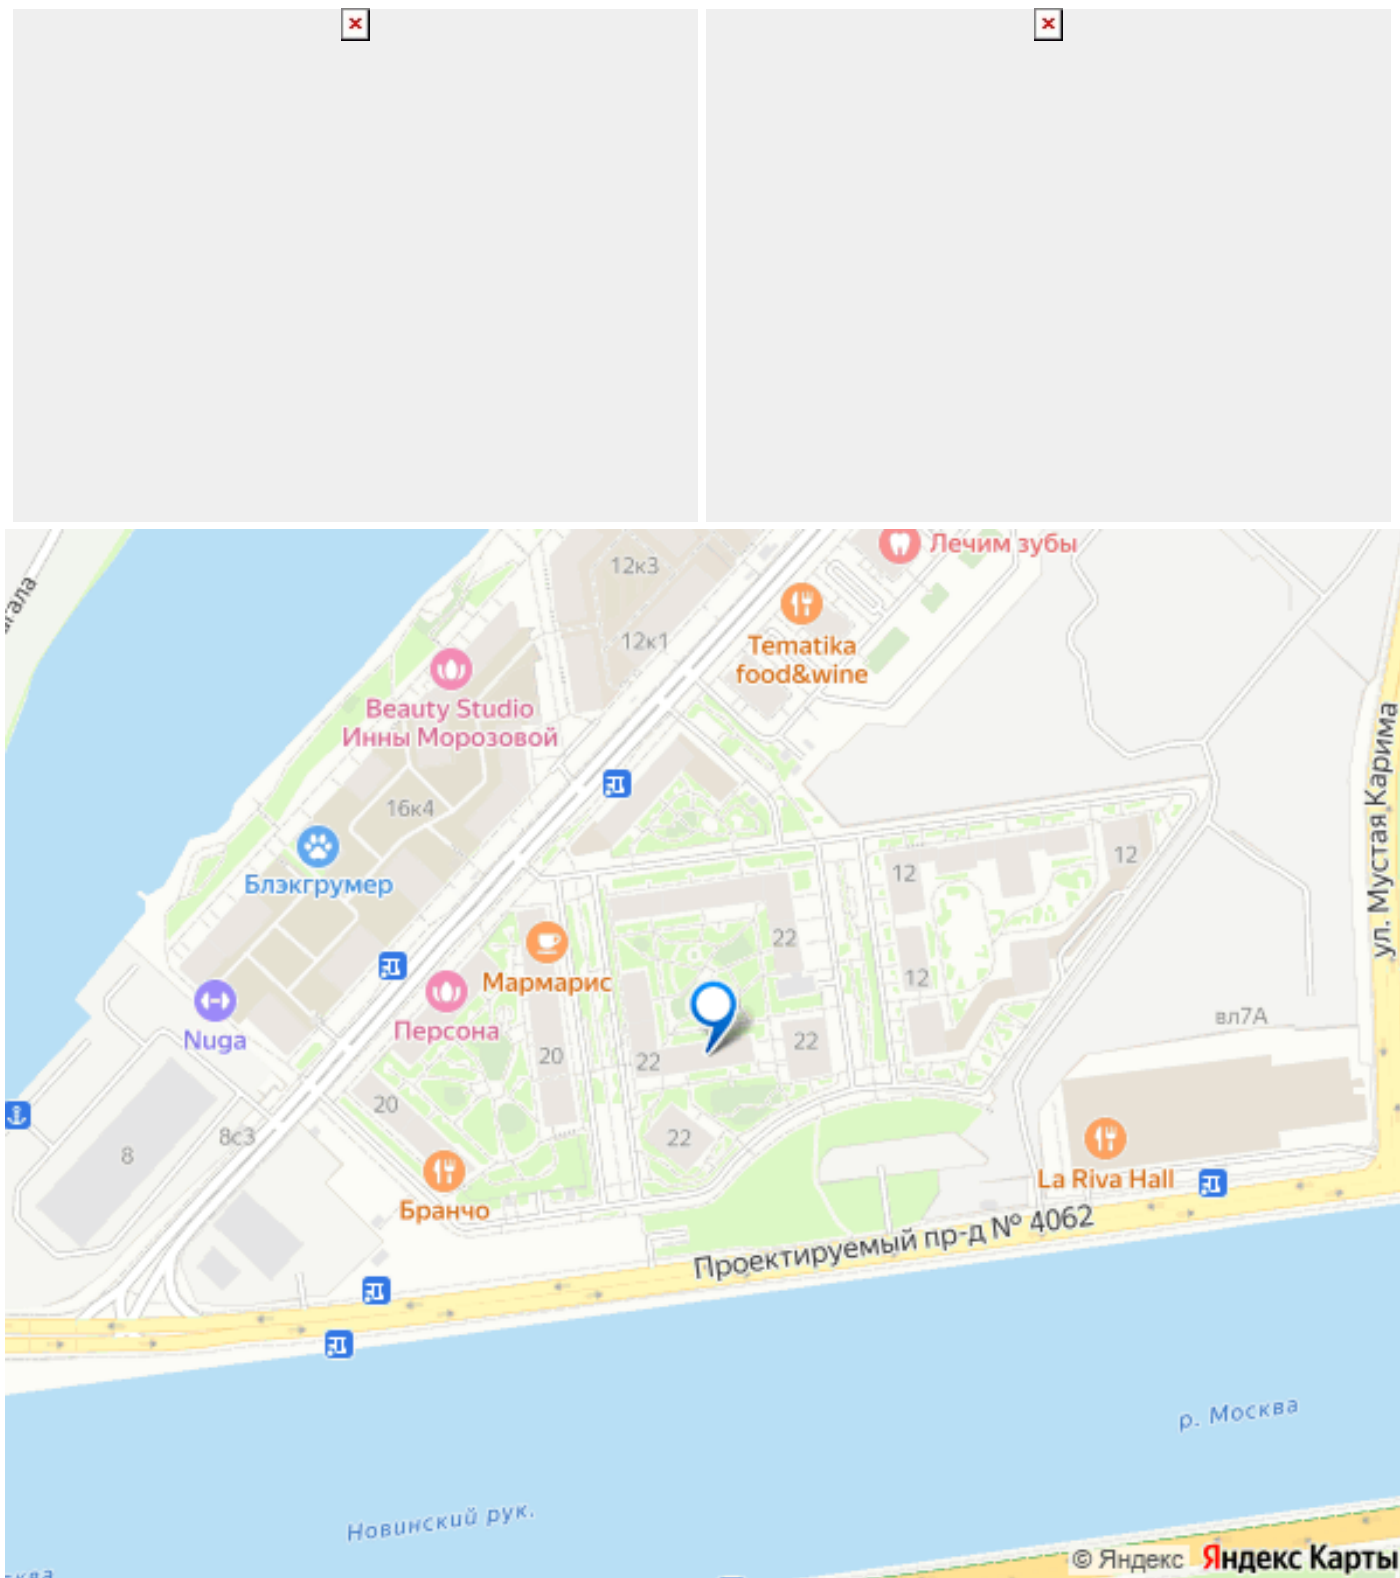 Лечим зубы
12к3
Tematika
food&wine
12к1
Beauty Studio
Инны Морозовой
ул. Мустая Карима
16к4
12
12
Блэкгрумер
22
12
Мармарис
Nuga
Персона
вл7А
20
22
22
20
8с3
22
8
La Riva Hall
Бранчо
Проектируемый пр-д № 4062
р. Москва
Новинский рук.
© Яндекс Яндекс Карты